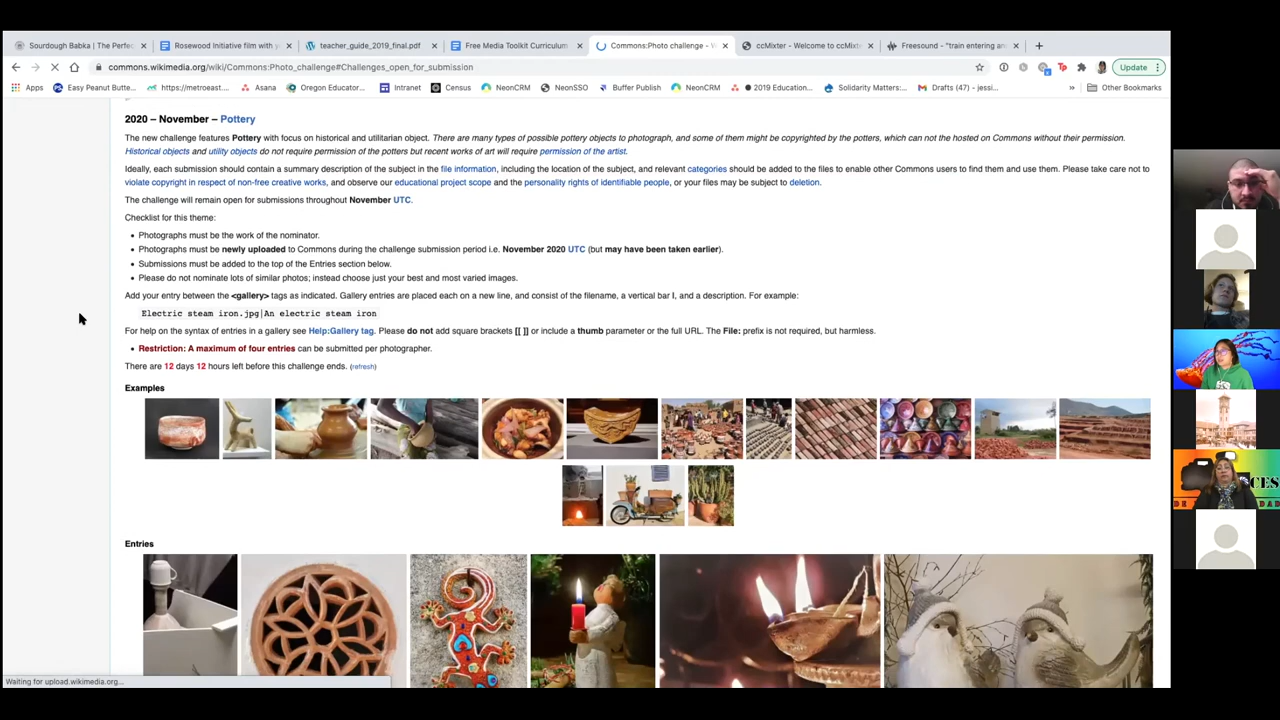 Sourdough Babka | The Perfec
Rosewood Initiative film with y
teacher_guide_2019_final.pdf
Free Media Toolkit Curriculum
Commons:Photo challenge - W
ccMixter - Welcome to ccMixte
Freesound - "train entering an
commons.wikimedia.org/wiki/Commons:Photo_challenge#Challenges_open_for_submission
Update
Apps
Easy Peanut Butte...
https://metroeast....
Asana
Oregon Educator...
Intranet
Census
NeonCRM
NeonSSO
Buffer Publish
NeonCRM
2019 Education...
Solidarity Matters:...
Drafts (47) - jessi...
»
Other Bookmarks
2020 – November – Pottery
The new challenge features Pottery with focus on historical and utilitarian object. There are many types of possible pottery objects to photograph, and some of them might be copyrighted by the potters, which can not the hosted on Commons without their permission.
Historical objects and utility objects do not require permission of the potters but recent works of art will require permission of the artist.
Ideally, each submission should contain a summary description of the subject in the file information, including the location of the subject, and relevant categories should be added to the files to enable other Commons users to find them and use them. Please take care not to
violate copyright in respect of non-free creative works, and observe our educational project scope and the personality rights of identifiable people, or your files may be subject to deletion.
The challenge will remain open for submissions throughout November UTC.
Checklist for this theme:
• Photographs must be the work of the nominator.
• Photographs must be newly uploaded to Commons during the challenge submission period i.e. November 2020 UTC (but may have been taken earlier).
• Submissions must be added to the top of the Entries section below.
• Please do not nominate lots of similar photos; instead choose just your best and most varied images.
Add your entry between the <gallery> tags as indicated. Gallery entries are placed each on a new line, and consist of the filename, a vertical bar |, and a description. For example:
Electric steam iron.jpg|An electric steam iron
For help on the syntax of entries in a gallery see Help:Gallery tag. Please do not add square brackets [[ ]] or include a thumb parameter or the full URL. The File: prefix is not required, but harmless.
• Restriction: A maximum of four entries can be submitted per photographer.
There are 12 days 12 hours left before this challenge ends. (refresh)
Examples
Entries
Waiting for upload.wikimedia.org...